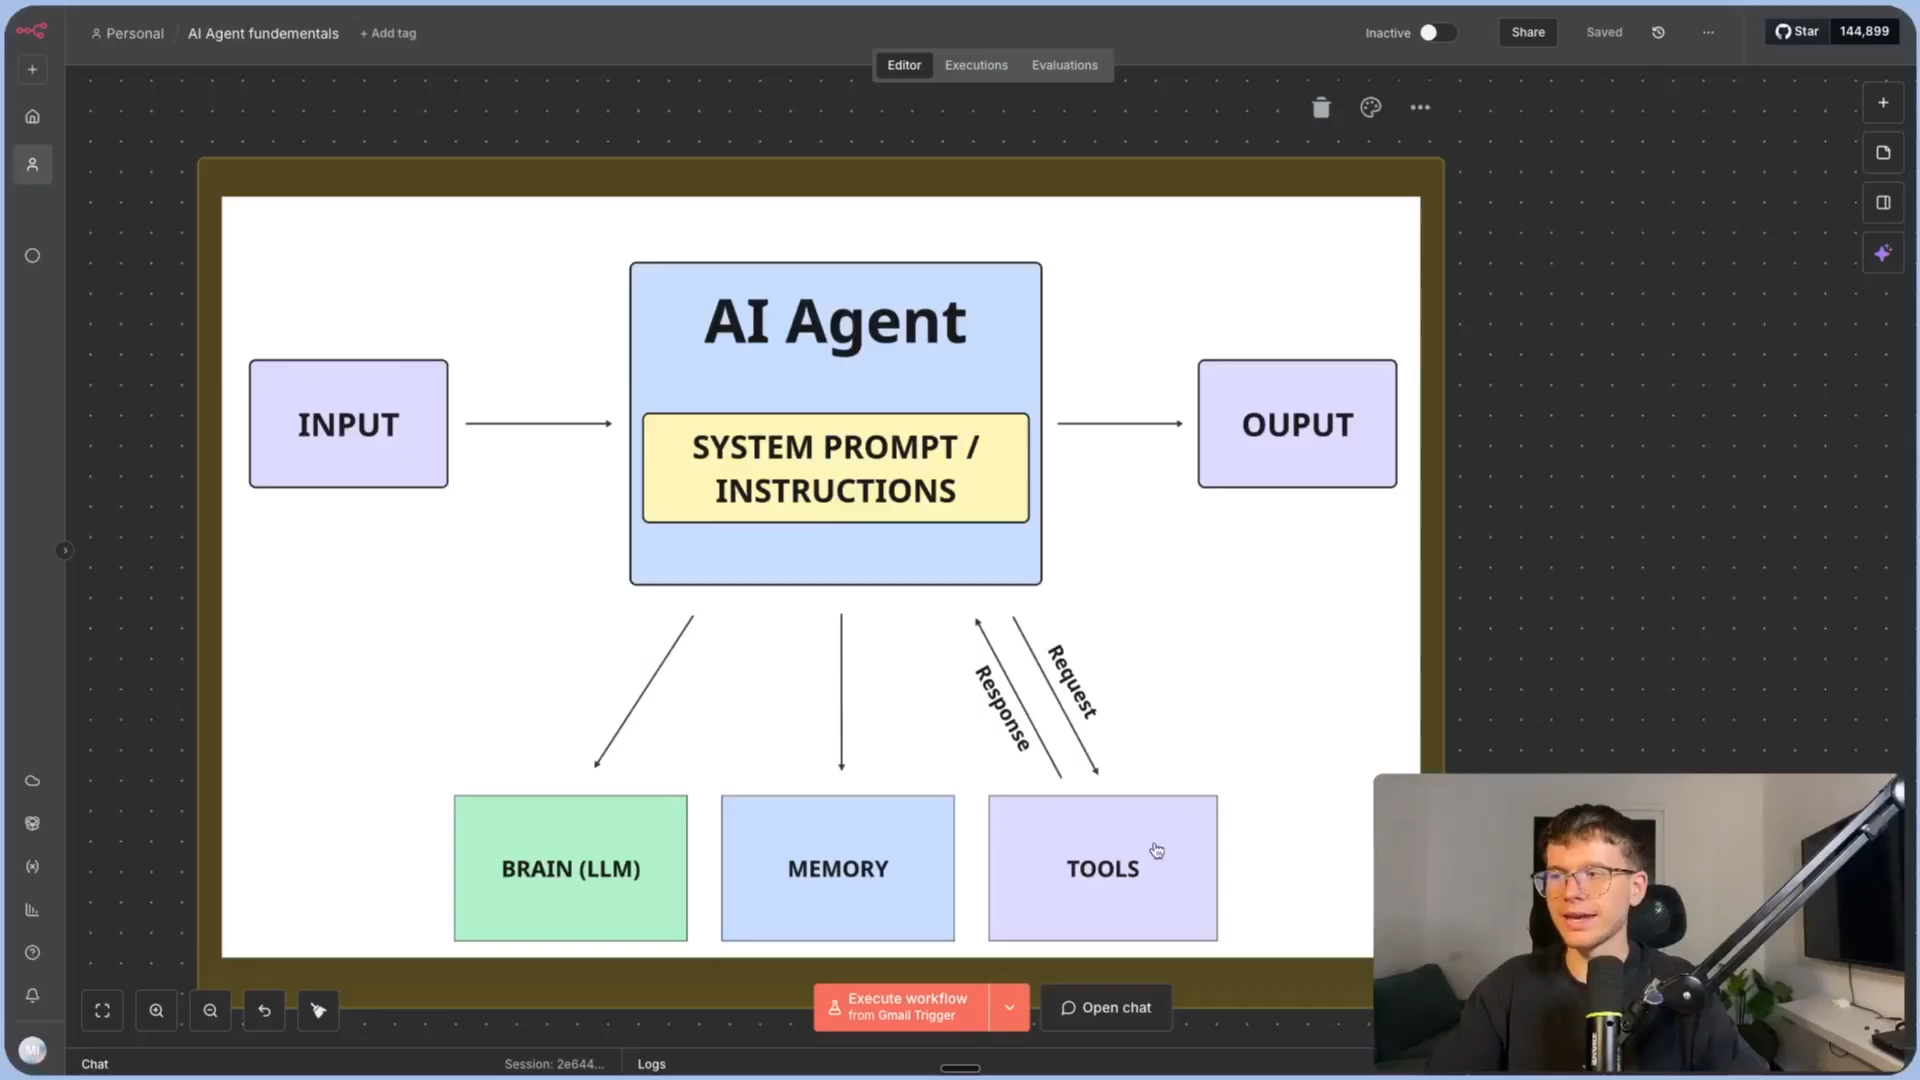 Personal / AI Agent fundementals + Add tag
Inactive
Share
Saved
Star 144,899
Editor Executions Evaluations
AI Agent
INPUT
SYSTEM PROMPT /
INSTRUCTIONS
OUPUT
Response
Request
BRAIN (LLM)
MEMORY
TOOLS
Execute workflow
from Gmail Trigger
Open chat
MI
Chat
Session: 2e644...
Logs